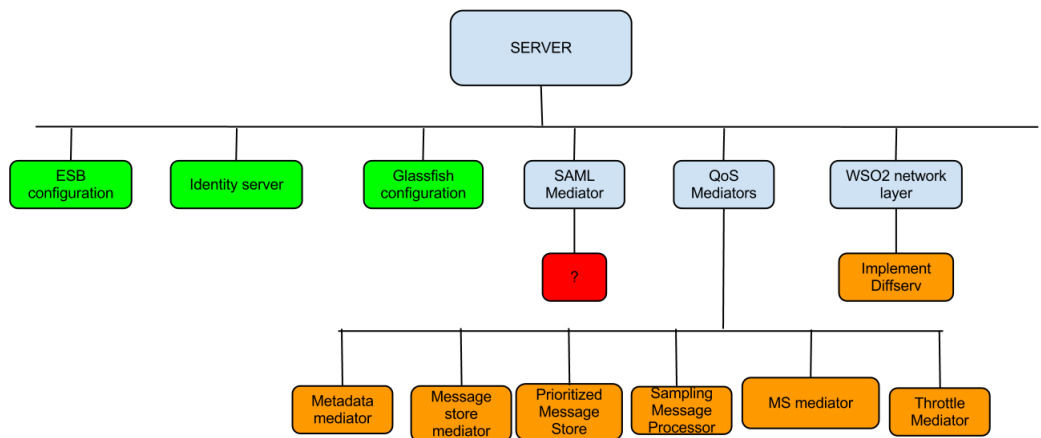 SERVER
ESB
configuration
Identity server
Glassfish
configuration
SAML
Mediator
QoS
Mediators
WSO2 network
layer
?
Implement
Diffserv
Metadata
mediator
Message
store
mediator
Prioritized
Message
Store
Sampling
Message
Processor
MS mediator
Throttle
Mediator